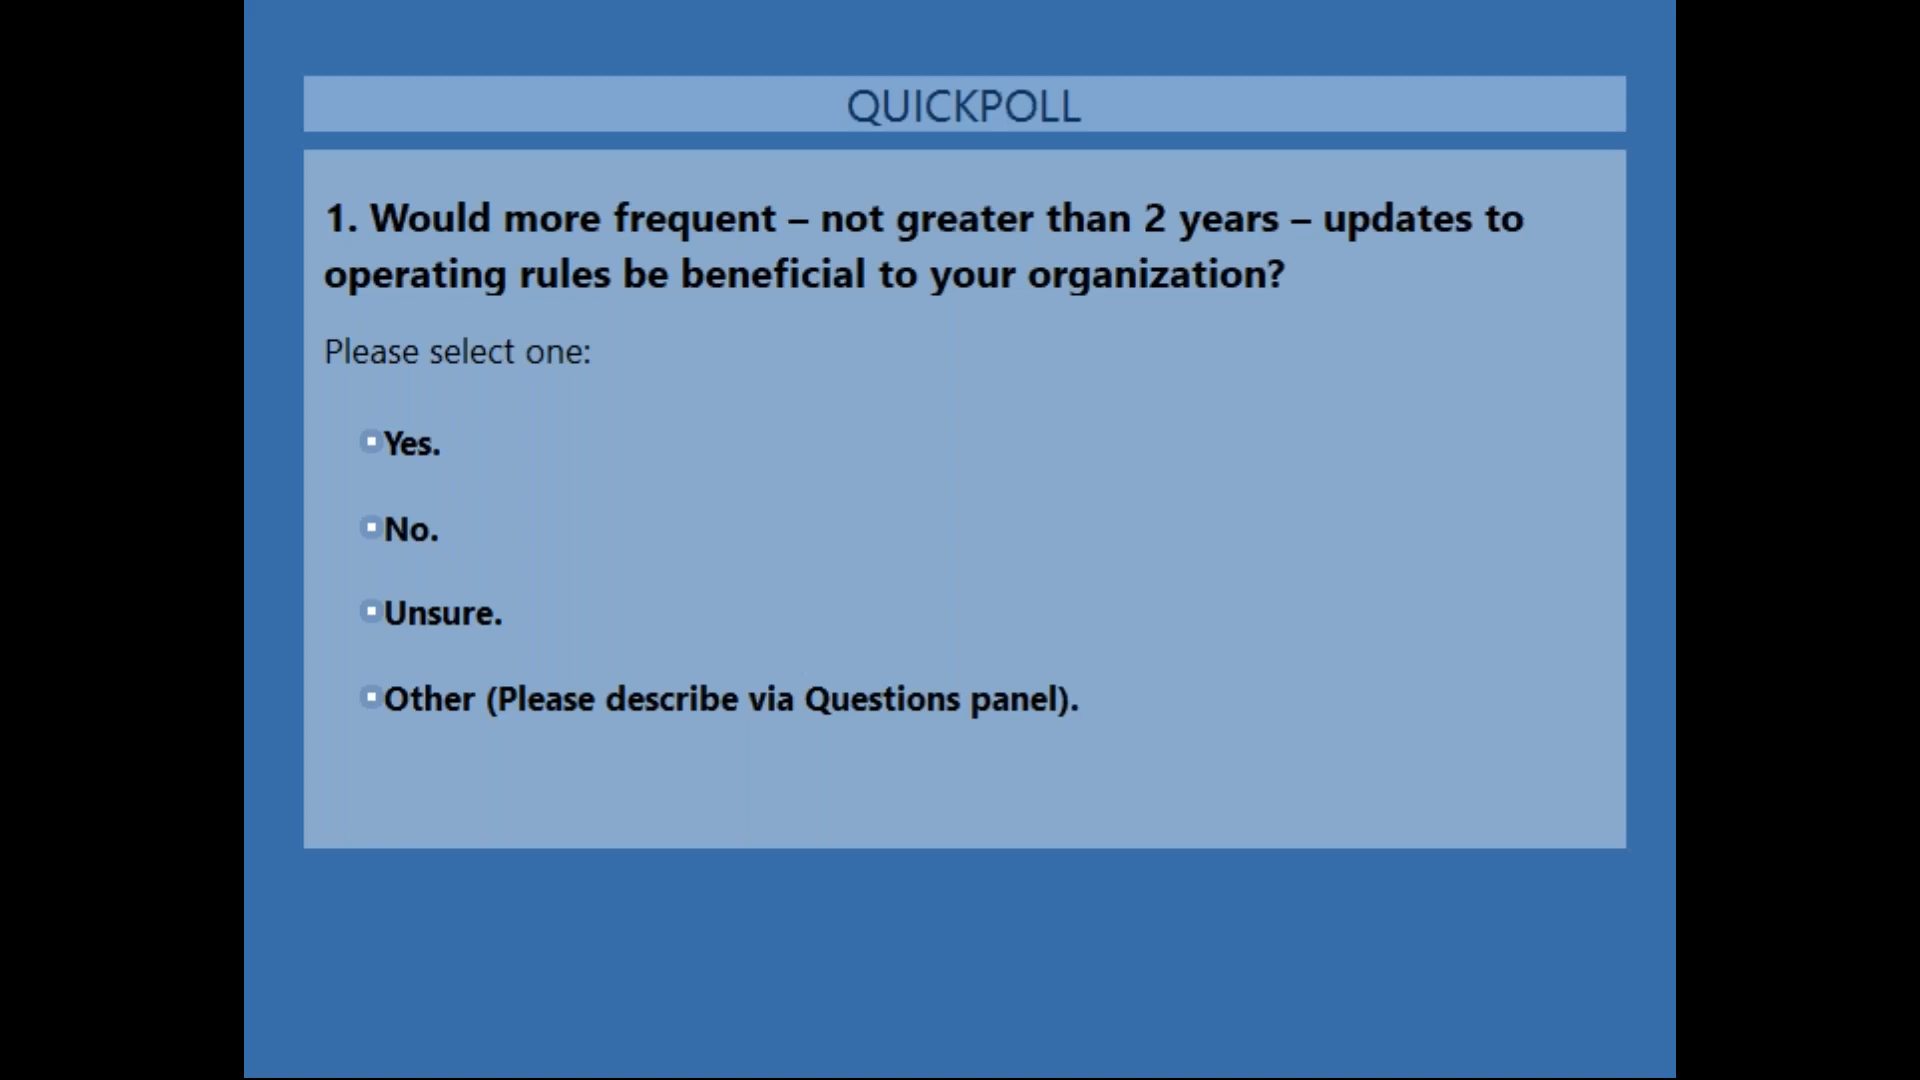 QUICKPOLL
1. Would more frequent – not greater than 2 years – updates to
operating rules be beneficial to your organization?
Please select one:
Yes.
No.
Unsure.
Other (Please describe via Questions panel).